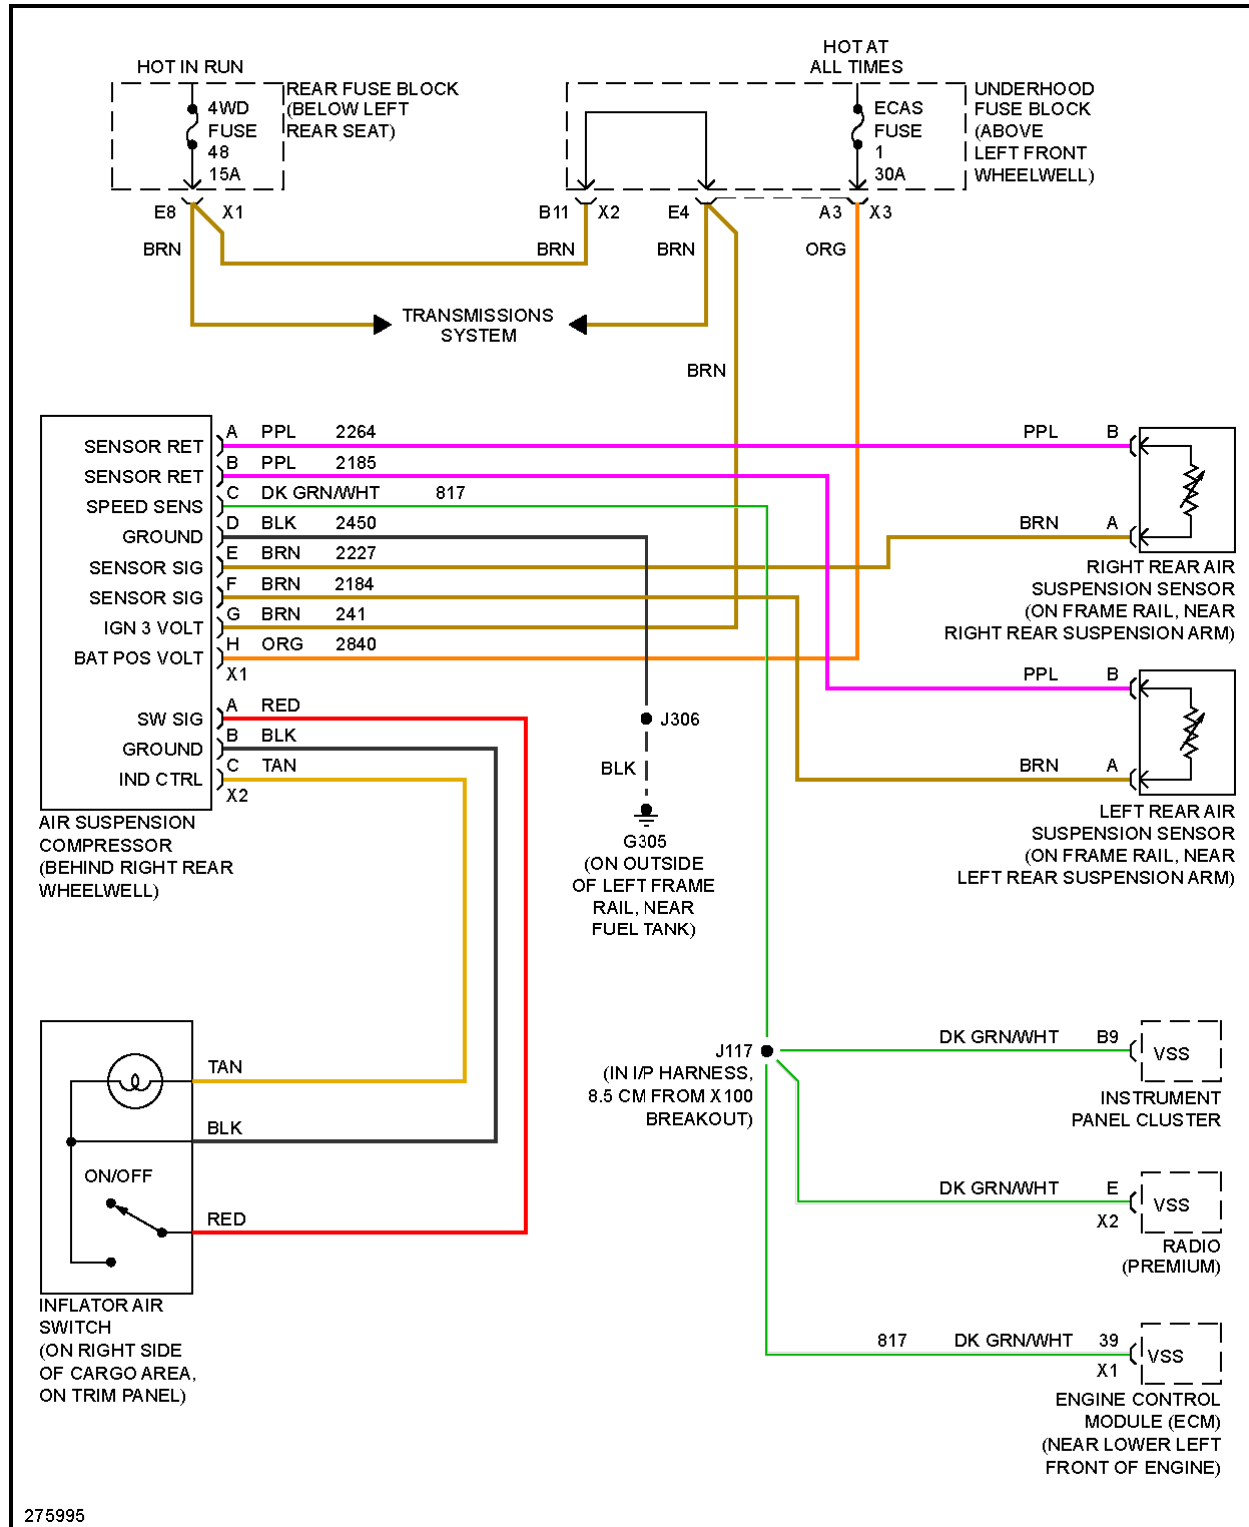 HOT IN RUN
HOT AT
ALL TIMES
4WD
FUSE
48
15A
REAR FUSE BLOCK
(BELOW LEFT
REAR SEAT)
ECAS
FUSE
1
30A
UNDERHOOD
FUSE BLOCK
(ABOVE
LEFT FRONT
WHEELWELL)
E8 X1
B11 X2
E4
A3 X3
BRN
BRN
BRN
ORG
TRANSMISSIONS
SYSTEM
BRN
SENSOR RET A PPL 2264
SENSOR RET B PPL 2185
SPEED SENS C DK GRN/WHT 817
GROUND D BLK 2450
SENSOR SIG E BRN 2227
SENSOR SIG F BRN 2184
IGN 3 VOLT G BRN 241
BAT POS VOLT H ORG 2840
X1
SW SIG A RED
GROUND B BLK
IND CTRL C TAN
X2
AIR SUSPENSION
COMPRESSOR
(BEHIND RIGHT REAR
WHEELWELL)
PPL B
BRN A
RIGHT REAR AIR
SUSPENSION SENSOR
(ON FRAME RAIL, NEAR
RIGHT REAR SUSPENSION ARM)
PPL B
BRN A
LEFT REAR AIR
SUSPENSION SENSOR
(ON FRAME RAIL, NEAR
LEFT REAR SUSPENSION ARM)
J306
BLK
G305
(ON OUTSIDE
OF LEFT FRAME
RAIL, NEAR
FUEL TANK)
TAN
BLK
ON/OFF
RED
INFLATOR AIR
SWITCH
(ON RIGHT SIDE
OF CARGO AREA,
ON TRIM PANEL)
J117
(IN I/P HARNESS,
8.5 CM FROM X100
BREAKOUT)
DK GRN/WHT B9
VSS
INSTRUMENT
PANEL CLUSTER
DK GRN/WHT E
X2
VSS
RADIO
(PREMIUM)
817 DK GRN/WHT 39
X1
VSS
ENGINE CONTROL
MODULE (ECM)
(NEAR LOWER LEFT
FRONT OF ENGINE)
275995